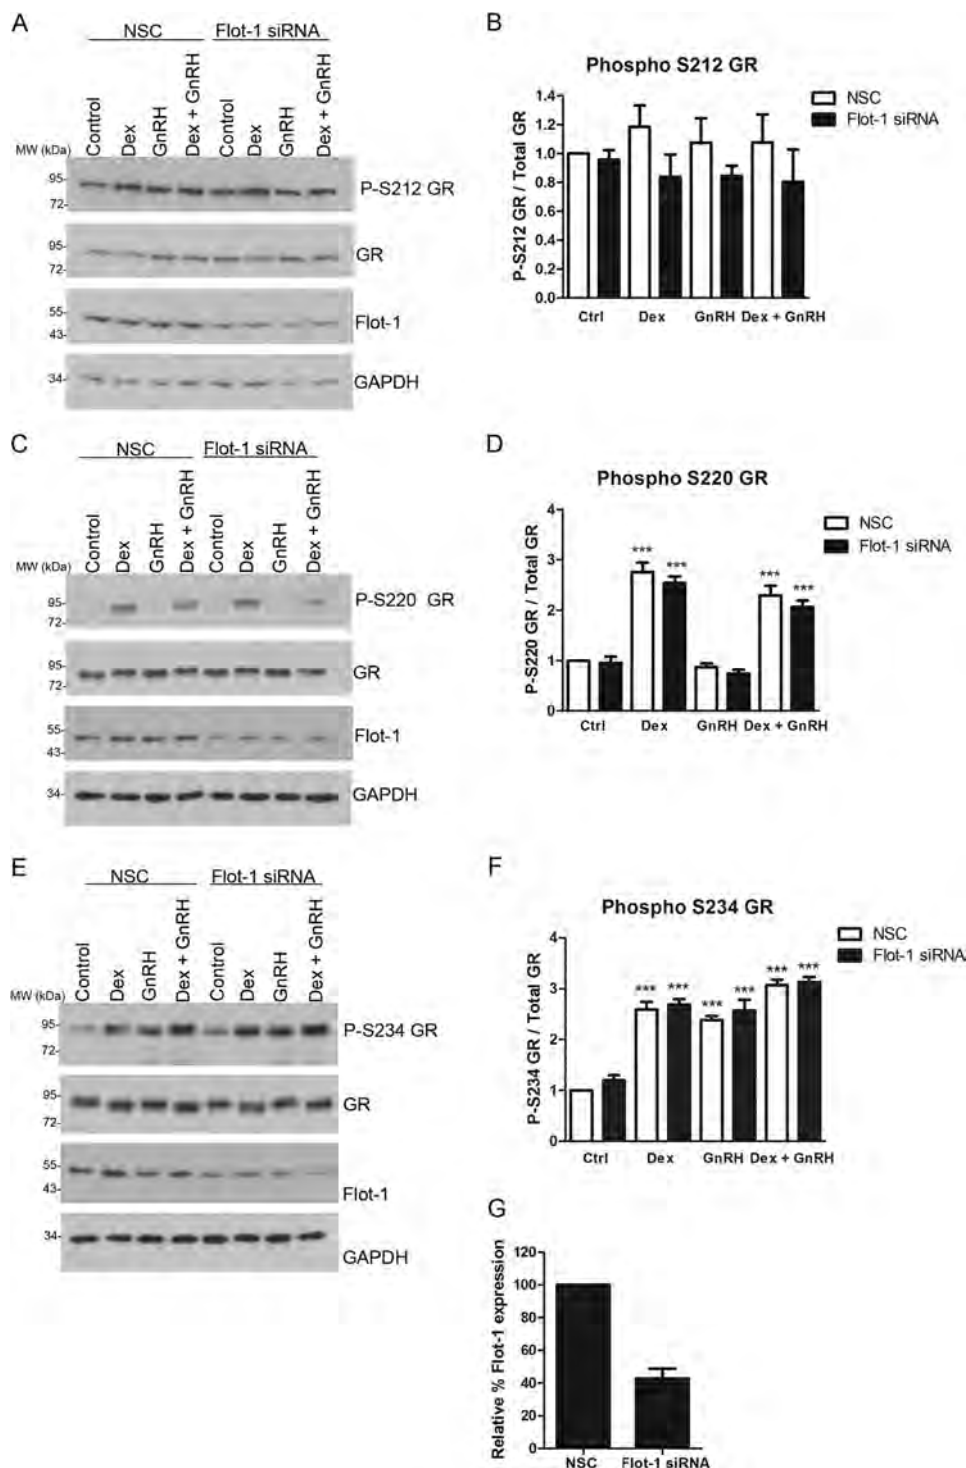 A
NSC Flot-1 siRNA
Control Dex GnRH Dex + GnRH Control Dex GnRH Dex + GnRH
MW (kDa)
95-
72-
P-S212 GR
95-
72-
GR
55-
43-
Flot-1
34-
GAPDH
B
Phospho S212 GR
NSC
Flot-1 siRNA
P-S212 GR / Total GR
1.4
1.2
1.0
0.8
0.6
0.4
0.2
0.0
Ctrl Dex GnRH Dex + GnRH
C
NSC Flot-1 siRNA
Control Dex GnRH Dex + GnRH Control Dex GnRH Dex + GnRH
MW (kDa)
95-
72-
P-S220 GR
95-
72-
GR
55-
43-
Flot-1
34-
GAPDH
D
Phospho S220 GR
NSC
Flot-1 siRNA
P-S220 GR / Total GR
3
2
1
0
*** *** *** ***
Ctrl Dex GnRH Dex + GnRH
E
NSC Flot-1 siRNA
Control Dex GnRH Dex + GnRH Control Dex GnRH Dex + GnRH
MW (kDa)
95-
72-
P-S234 GR
95-
72-
GR
55-
43-
Flot-1
34-
GAPDH
F
Phospho S234 GR
NSC
Flot-1 siRNA
P-S234 GR / Total GR
4
3
2
1
0
*** *** *** *** *** ***
Ctrl Dex GnRH Dex + GnRH
G
Relative % Flot-1 expression
120
100
80
60
40
20
0
NSC Flot-1 siRNA